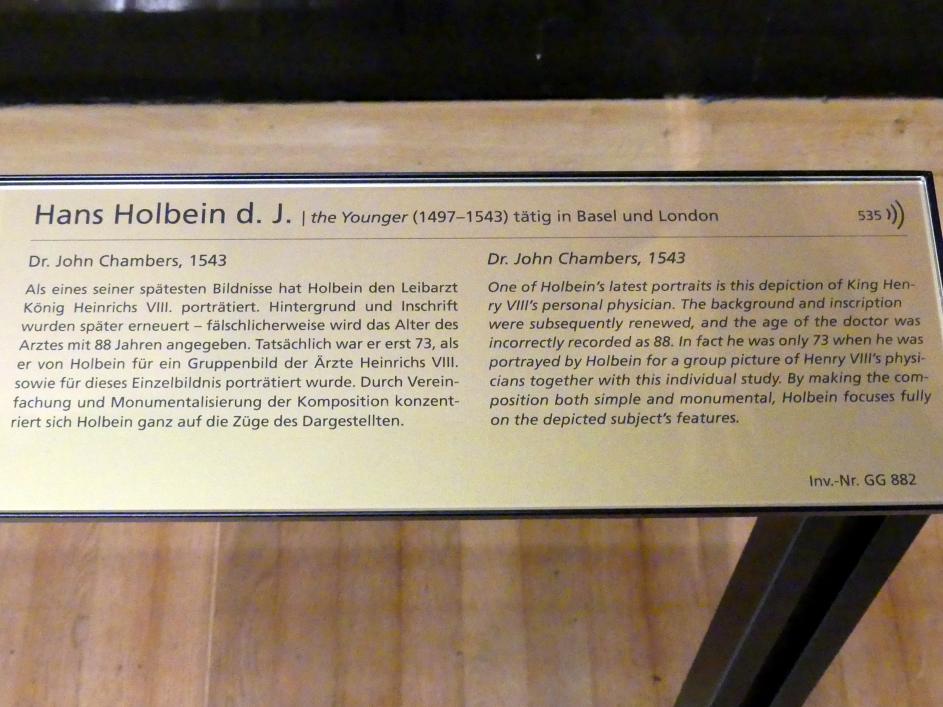 Hans Holbein d. J. | the Younger (1497–1543) tätig in Basel und London
535
Dr. John Chambers, 1543
Als eines seiner spätesten Bildnisse hat Holbein den Leibarzt
König Heinrichs VIII. porträtiert. Hintergrund und Inschrift
wurden später erneuert – fälschlicherweise wird das Alter des
Arztes mit 88 Jahren angegeben. Tatsächlich war er erst 73, als
er von Holbein für ein Gruppenbild der Ärzte Heinrichs VIII.
sowie für dieses Einzelbildnis porträtiert wurde. Durch Verein-
fachung und Monumentalisierung der Komposition konzent-
riert sich Holbein ganz auf die Züge des Dargestellten.
Dr. John Chambers, 1543
One of Holbein's latest portraits is this depiction of King Hen-
ry VIII's personal physician. The background and inscription
were subsequently renewed, and the age of the doctor was
incorrectly recorded as 88. In fact he was only 73 when he was
portrayed by Holbein for a group picture of Henry VIII's physi-
cians together with this individual study. By making the com-
position both simple and monumental, Holbein focuses fully
on the depicted subject's features.
Inv.-Nr. GG 882